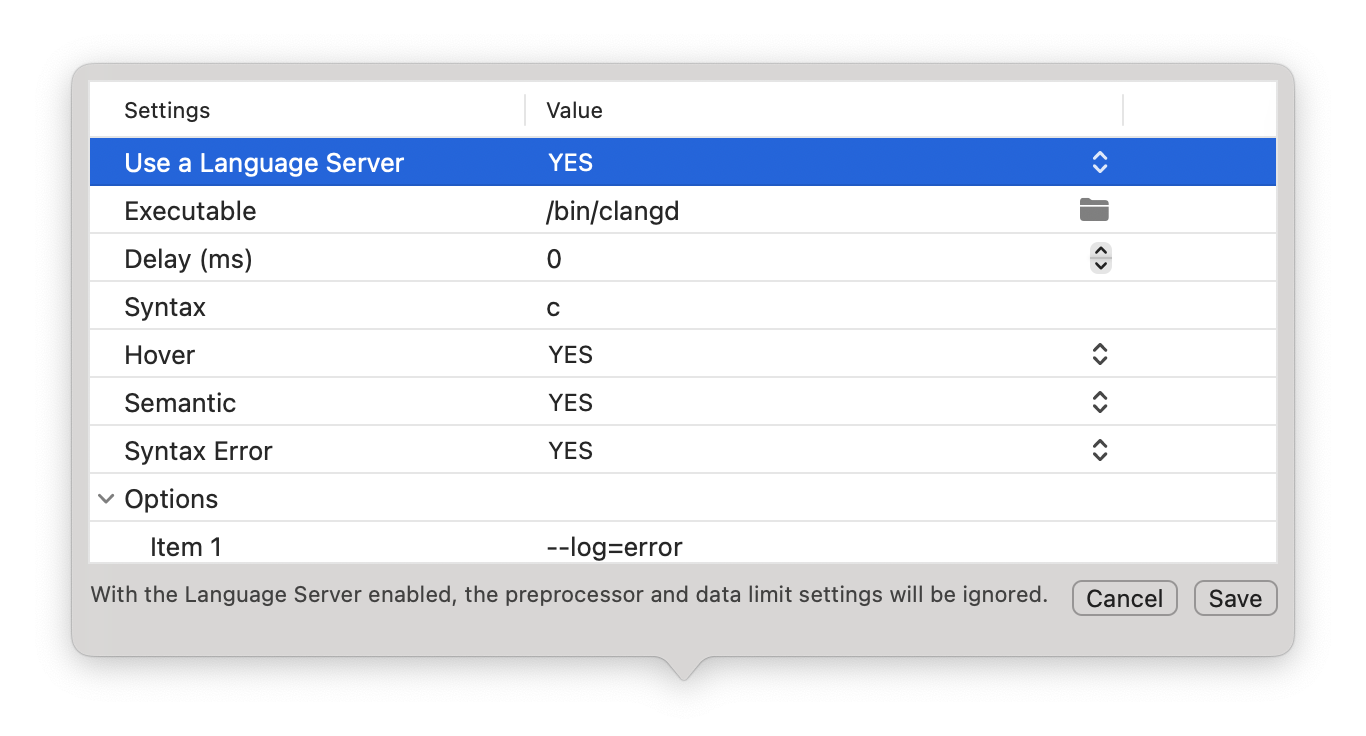 Settings Value
Use a Language Server YES
Executable /bin/clangd
Delay (ms) 0
Syntax c
Hover YES
Semantic YES
Syntax Error YES
Options
Item 1 --log=error
With the Language Server enabled, the preprocessor and data limit settings will be ignored. Cancel Save